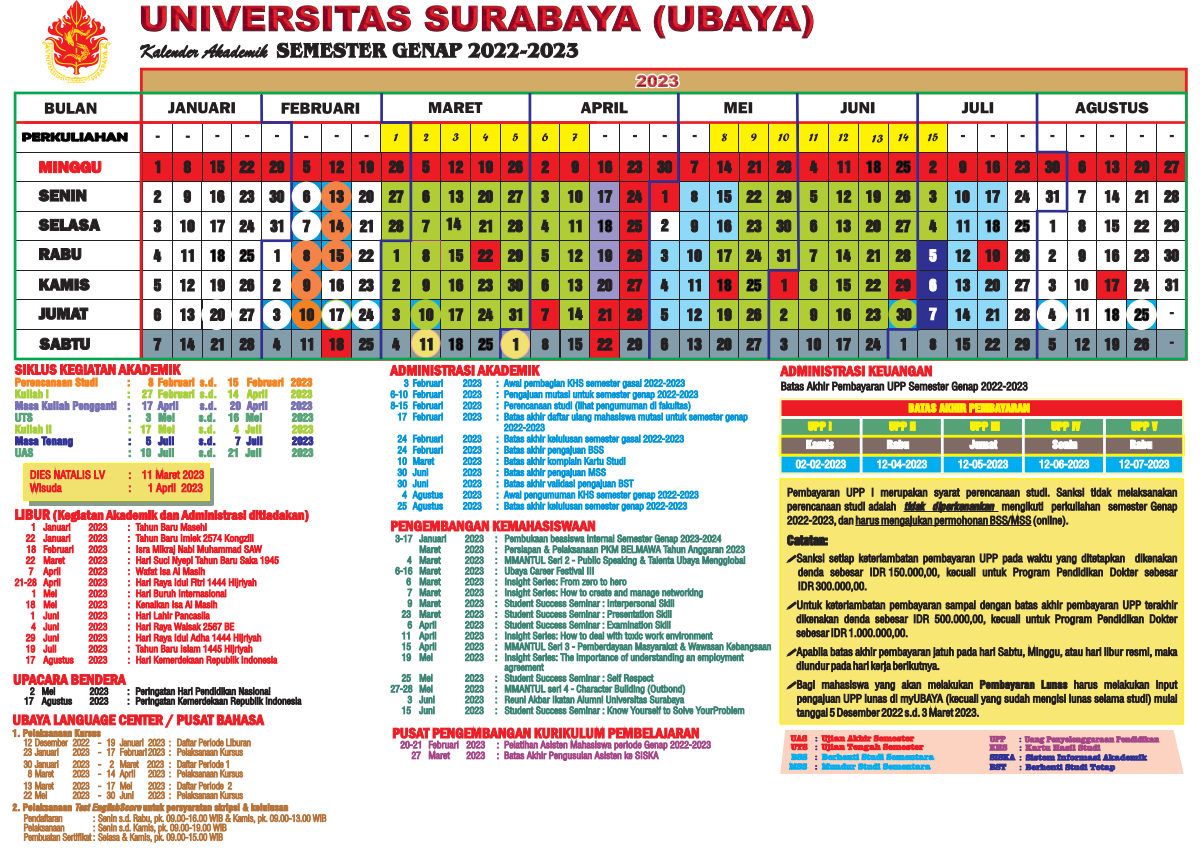 UNIVERSITAS SURABAYA (UBAYA)
Kalender Akademik SEMESTER GENAP 2022-2023
2023
BULAN JANUARI FEBRUARI MARET APRIL MEI JUNI JULI AGUSTUS
PERKULIAHAN - - - - - - - - 1 2 3 4 5 6 7 - - - - 8 9 10 11 12 13 14 15 - - - - - - - -
MINGGU 1 8 15 22 29 5 12 19 26 5 12 19 26 2 9 16 23 30 7 14 21 28 4 11 18 25 2 9 16 23 30 6 13 20 27
SENIN 2 9 16 23 30 6 13 20 27 6 13 20 27 3 10 17 24 1 8 15 22 29 5 12 19 26 3 10 17 24 31 7 14 21 28
SELASA 3 10 17 24 31 7 14 21 28 7 14 21 28 4 11 18 25 2 9 16 23 30 6 13 20 27 4 11 18 25 1 8 15 22 29
RABU 4 11 18 25 1 8 15 22 1 8 15 22 29 5 12 19 26 3 10 17 24 31 7 14 21 28 5 12 19 26 2 9 16 23 30
KAMIS 5 12 19 26 2 9 16 23 2 9 16 23 30 6 13 20 27 4 11 18 25 1 8 15 22 29 6 13 20 27 3 10 17 24 31
JUMAT 6 13 20 27 3 10 17 24 3 10 17 24 31 7 14 21 28 5 12 19 26 2 9 16 23 30 7 14 21 28 4 11 18 25 -
SABTU 7 14 21 28 4 11 18 25 4 11 18 25 1 8 15 22 29 6 13 20 27 3 10 17 24 1 8 15 22 29 5 12 19 26 -
SIKLUS KEGIATAN AKADEMIK
Perencanaan Studi : 8 Februari s.d. 15 Februari 2023
Kuliah I : 27 Februari s.d. 14 April 2023
Masa Kuliah Pengganti : 17 April s.d. 20 April 2023
UTS : 3 Mei s.d. 16 Mei 2023
Kuliah II : 17 Mei s.d. 4 Juli 2023
Masa Tenang : 5 Juli s.d. 7 Juli 2023
UAS : 10 Juli s.d. 21 Juli 2023
DIES NATALIS LV : 11 Maret 2023
Wisuda : 1 April 2023
LIBUR (Kegiatan Akademik dan Administrasi ditiadakan)
1 Januari 2023 : Tahun Baru Masehi
22 Januari 2023 : Tahun Baru Imlek 2574 Kongzili
18 Februari 2023 : Isra Mikraj Nabi Muhammad SAW
22 Maret 2023 : Hari Suci Nyepi Tahun Baru Saka 1945
7 April 2023 : Wafat Isa Al Masih
21-28 April 2023 : Hari Raya Idul Fitri 1444 Hijriyah
1 Mei 2023 : Hari Buruh Internasional
18 Mei 2023 : Kenaikan Isa Al Masih
1 Juni 2023 : Hari Lahir Pancasila
4 Juni 2023 : Hari Raya Waisak 2567 BE
29 Juni 2023 : Hari Raya Idul Adha 1444 Hijriyah
19 Juli 2023 : Tahun Baru Islam 1445 Hijriyah
17 Agustus 2023 : Hari Kemerdekaan Republik Indonesia
UPACARA BENDERA
2 Mei 2023 : Peringatan Hari Pendidikan Nasional
17 Agustus 2023 : Peringatan Kemerdekaan Republik Indonesia
UBAYA LANGUAGE CENTER / PUSAT BAHASA
1. Pelaksanaan Kursus
12 Desember 2022 - 19 Januari 2023 : Daftar Periode Liburan
23 Januari 2023 - 17 Februari 2023 : Pelaksanaan Kursus
30 Januari 2023 - 2 Maret 2023 : Daftar Periode 1
6 Maret 2023 - 14 April 2023 : Pelaksanaan Kursus
13 Maret 2023 - 17 Mei 2023 : Daftar Periode 2
22 Mei 2023 - 30 Juni 2023 : Pelaksanaan Kursus
2. Pelaksanaan Test EnglishScore untuk persyaratan skripsi & kelulusan
Pendaftaran : Senin s.d. Rabu, pk. 09.00-16.00 WIB & Kamis, pk. 09.00-13.00 WIB
Pelaksanaan : Senin s.d. Kamis, pk. 09.00-19.00 WIB
Pembuatan Sertifikat : Selasa & Kamis, pk. 09.00-15.00 WIB
ADMINISTRASI AKADEMIK
3 Februari 2023 : Awal pembagian KHS semester gasal 2022-2023
6-10 Februari 2023 : Pengajuan mutasi untuk semester genap 2022-2023
8-15 Februari 2023 : Perencanaan studi (lihat pengumuman di fakultas)
17 Februari 2023 : Batas akhir daftar ulang mahasiswa mutasi untuk semester genap
2022-2023
24 Februari 2023 : Batas akhir kelulusan semester gasal 2022-2023
24 Februari 2023 : Batas akhir pengajuan BSS
10 Maret 2023 : Batas akhir komplain Kartu Studi
30 Juni 2023 : Batas akhir pengajuan MSS
30 Juni 2023 : Batas akhir validasi pengajuan BST
4 Agustus 2023 : Awal pengumuman KHS semester genap 2022-2023
25 Agustus 2023 : Batas akhir kelulusan semester genap 2022-2023
PENGEMBANGAN KEMAHASISWAAN
3-17 Januari 2023 : Pembukaan beasiswa Internal Semester Genap 2023-2024
Maret 2023 : Persiapan & Pelaksanaan PKM BELMAWA Tahun Anggaran 2023
4 Maret 2023 : MMANTUL Seri 2 - Public Speaking & Talenta Ubaya Mengglobal
6-16 Maret 2023 : Ubaya Career Festival III
6 Maret 2023 : Insight Series: From zero to hero
7 Maret 2023 : Insight Series: How to create and manage networking
9 Maret 2023 : Student Success Seminar : Interpersonal Skill
23 Maret 2023 : Student Success Seminar : Presentation Skill
6 April 2023 : Student Success Seminar : Examination Skill
11 April 2023 : Insight Series: How to deal with toxic work environment
15 April 2023 : MMANTUL Seri 3 - Pemberdayaan Masyarakat & Wawasan Kebangsaan
19 Mei 2023 : Insight Series: The importance of understanding an employment
agreement
25 Mei 2023 : Student Success Seminar : Self Respect
27-28 Mei 2023 : MMANTUL seri 4 - Character Building (Outbond)
3 Juni 2023 : Reuni Akbar Ikatan Alumni Universitas Surabaya
15 Juni 2023 : Student Success Seminar : Know Yourself to Solve YourProblem
PUSAT PENGEMBANGAN KURIKULUM PEMBELAJARAN
20-21 Februari 2023 : Pelatihan Asisten Mahasiswa periode Genap 2022-2023
27 Maret 2023 : Batas Akhir Pengusulan Asisten ke SISKA
ADMINISTRASI KEUANGAN
Batas Akhir Pembayaran UPP Semester Genap 2022-2023
BATAS AKHIR PEMBAYARAN
UPP I UPP II UPP III UPP IV UPP V
Kamis Rabu Jumat Senin Rabu
02-02-2023 12-04-2023 12-05-2023 12-06-2023 12-07-2023
Pembayaran UPP I merupakan syarat perencanaan studi. Sanksi tidak melaksanakan
perencanaan studi adalah tidak diperkenankan mengikuti perkuliahan semester Genap
2022-2023, dan harus mengajukan permohonan BSS/MSS (online).
Catatan:
Sanksi setiap keterlambatan pembayaran UPP pada waktu yang ditetapkan dikenakan
denda sebesar IDR 150.000,00, kecuali untuk Program Pendidikan Dokter sebesar
IDR 300.000,00.
Untuk keterlambatan pembayaran sampai dengan batas akhir pembayaran UPP terakhir
dikenakan denda sebesar IDR 500.000,00, kecuali untuk Program Pendidikan Dokter
sebesar IDR 1.000.000,00.
Apabila batas akhir pembayaran jatuh pada hari Sabtu, Minggu, atau hari libur resmi, maka
diundur pada hari kerja berikutnya.
Bagi mahasiswa yang akan melakukan Pembayaran Lunas harus melakukan Input
pengajuan UPP lunas di myUBAYA (kecuali yang sudah mengisi lunas selama studi) mulai
tanggal 5 Desember 2022 s.d. 3 Maret 2023.
UAS : Ujian Akhir Semester UPP : Uang Penyelenggaraan Pendidikan
UTS : Ujian Tengah Semester KHS : Kartu Hasil Studi
BSS : Berhenti Studi Sementara SISKA : Sistem Informasi Akademik
MSS : Mundur Studi Sementara BST : Berhenti Studi Tetap